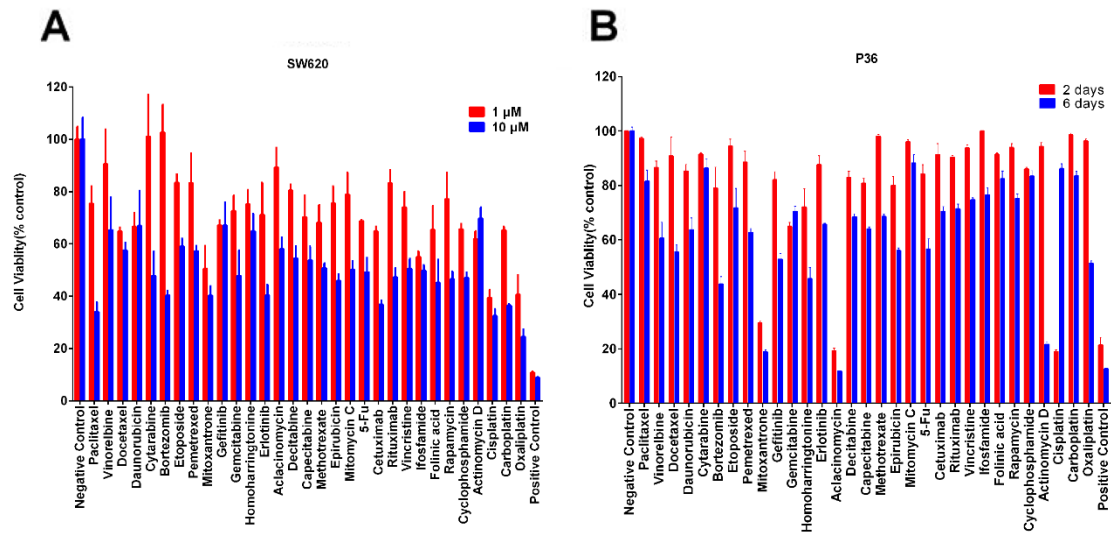 A
SW620
Cell Viablity(% control)
120
100
80
60
40
20
0
1 µM
10 µM
Negative Control
Paclitaxel
Vinorelbine
Docetaxel
Daunorubicin
Cytarabine
Bortezomib
Etoposide
Pemetrexed
Mitoxantrone
Gefitinib
Gemcitabine
Homoharringtonine
Erlotinib
Aclacinomycin
Decitabine
Capecitabine
Methotrexate
Epirubicin
Mitomycin C
5-Fu
Cetuximab
Rituximab
Vincristine
Ifosfamide
Folinic acid
Rapamycin
Cyclophosphamide
Actinomycin D
Cisplatin
Carboplatin
Oxaliplatin
Positive Control
B
P36
Cell Viablity(% control)
120
100
80
60
40
20
0
2 days
6 days
Negative Control
Paclitaxel
Vinorelbine
Docetaxel
Daunorubicin
Cytarabine
Bortezomib
Etoposide
Pemetrexed
Mitoxantrone
Gefitinib
Gemcitabine
Homoharringtonine
Erlotinib
Aclacinomycin
Decitabine
Capecitabine
Methotrexate
Epirubicin
Mitomycin C
5-Fu
Cetuximab
Rituximab
Vincristine
Ifosfamide
Folinic acid
Rapamycin
Cyclophosphamide
Actinomycin D
Cisplatin
Carboplatin
Oxaliplatin
Positive Control